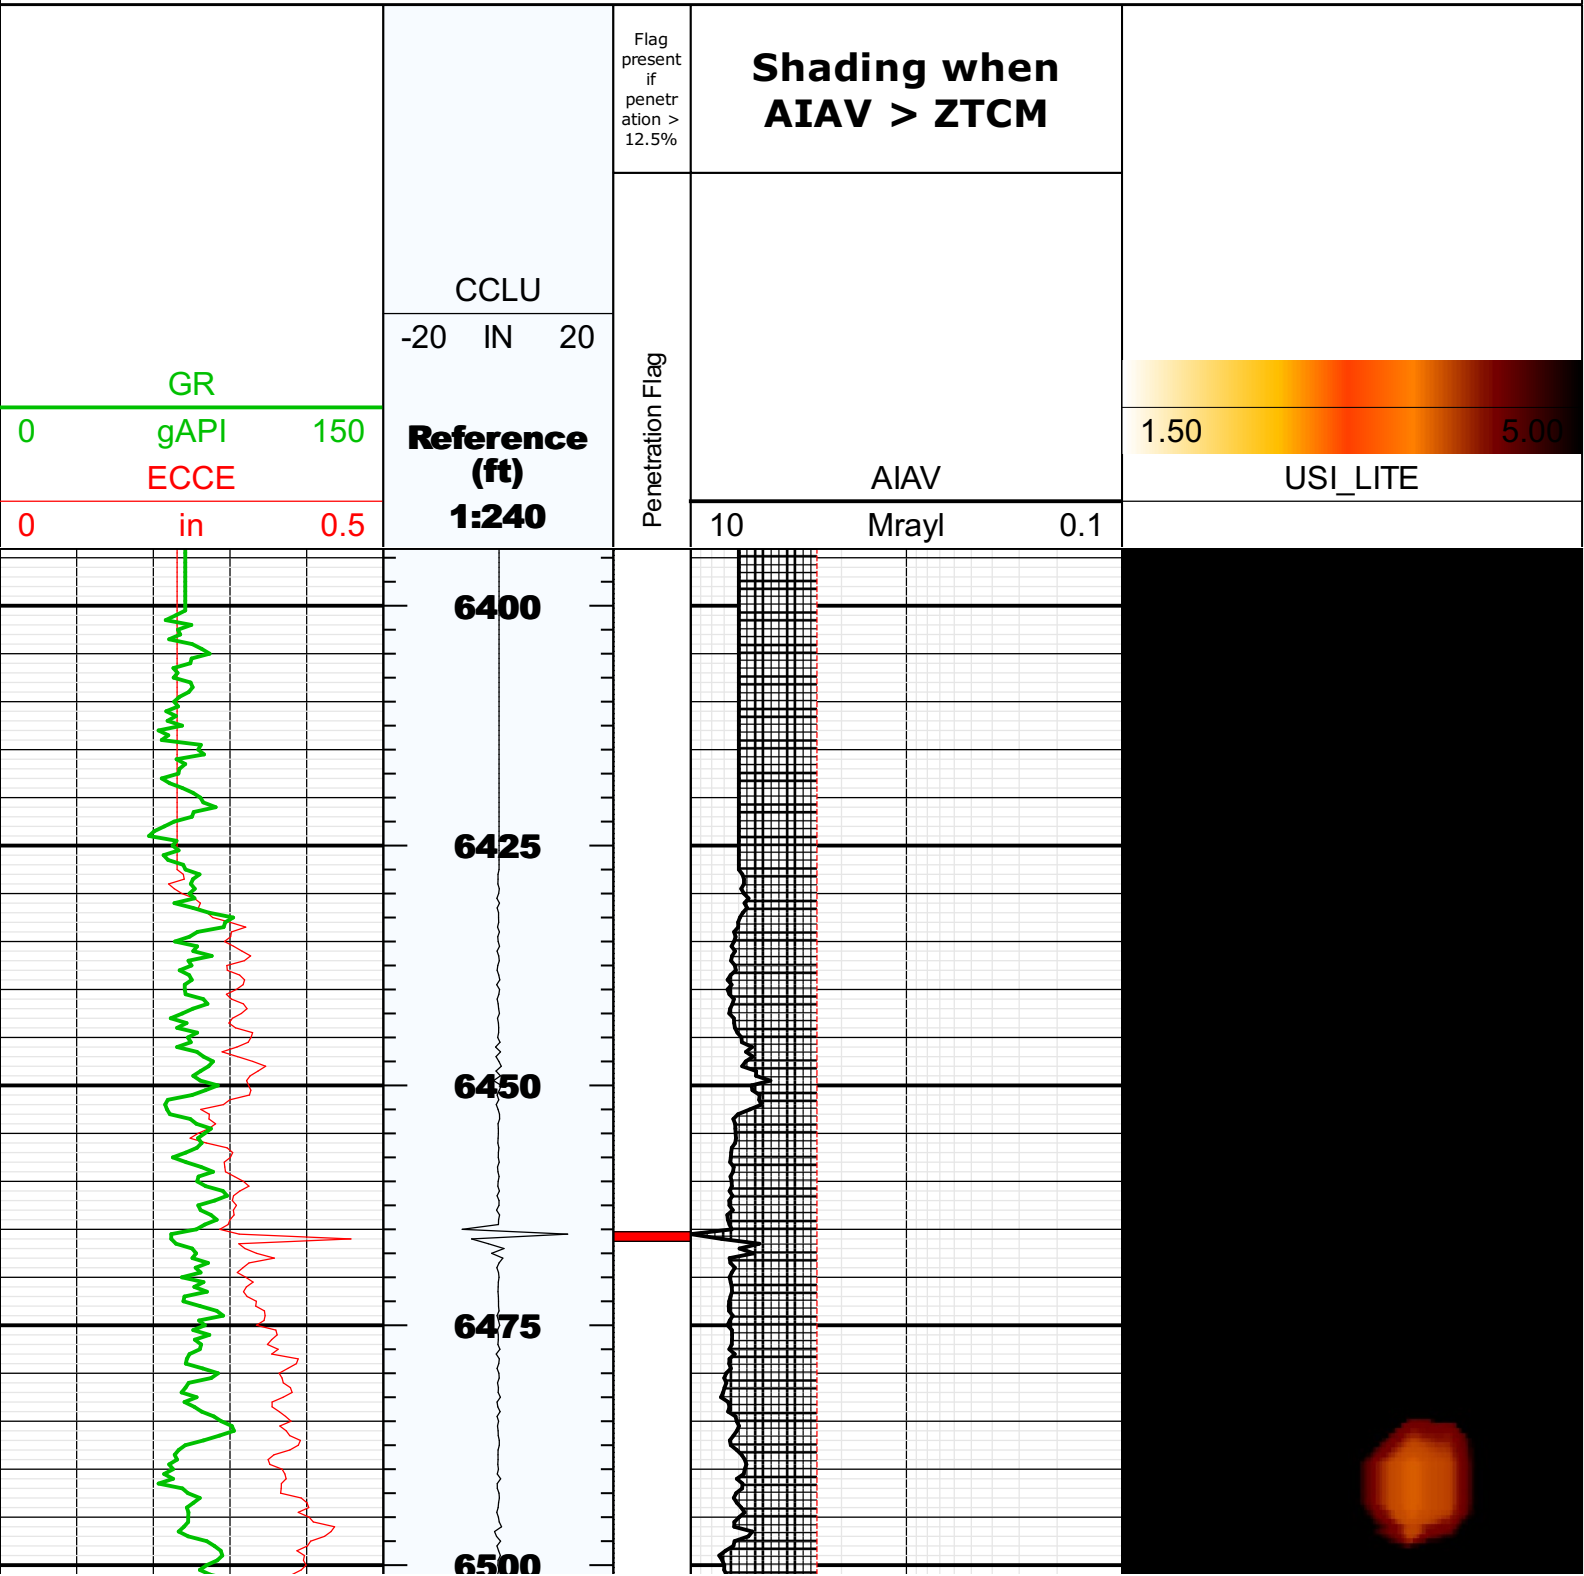 Flag
present
if
penetr
ation >
12.5%
Shading when
AIAV > ZTCM
CCLU
-20 IN 20
GR
0 gAPI 150
ECCE
0 in 0.5
Reference
(ft)
1:240
Penetration Flag
AIAV
10 Mrayl 0.1
1.50 5.00
USI_LITE
6400
6425
6450
6475
6500